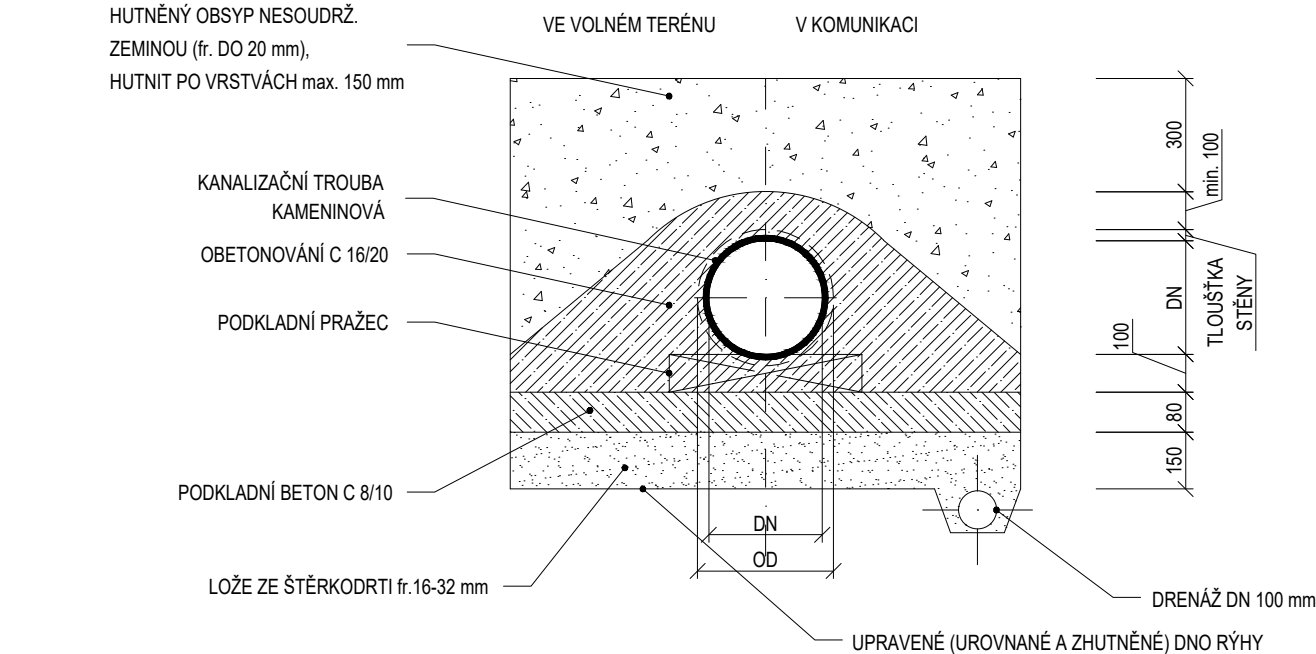 HUTNĚNÝ OBSYP NESOUDRŽ.
ZEMINOU (fr. DO 20 mm),
HUTNIT PO VRSTVÁCH max. 150 mm
VE VOLNÉM TERÉNU
V KOMUNIKACI
KANALIZAČNÍ TROUBA
KAMENINOVÁ
OBETONOVÁNÍ C 16/20
PODKLADNÍ PRAŽEC
PODKLADNÍ BETON C 8/10
LOŽE ZE ŠTĚRKODRTI fr.16-32 mm
DN
OD
300
min. 100
DN
TLOUŠŤKA
STĚNY
100
80
150
DRENÁŽ DN 100 mm
UPRAVENÉ (UROVNANÉ A ZHUTNĚNÉ) DNO RÝHY